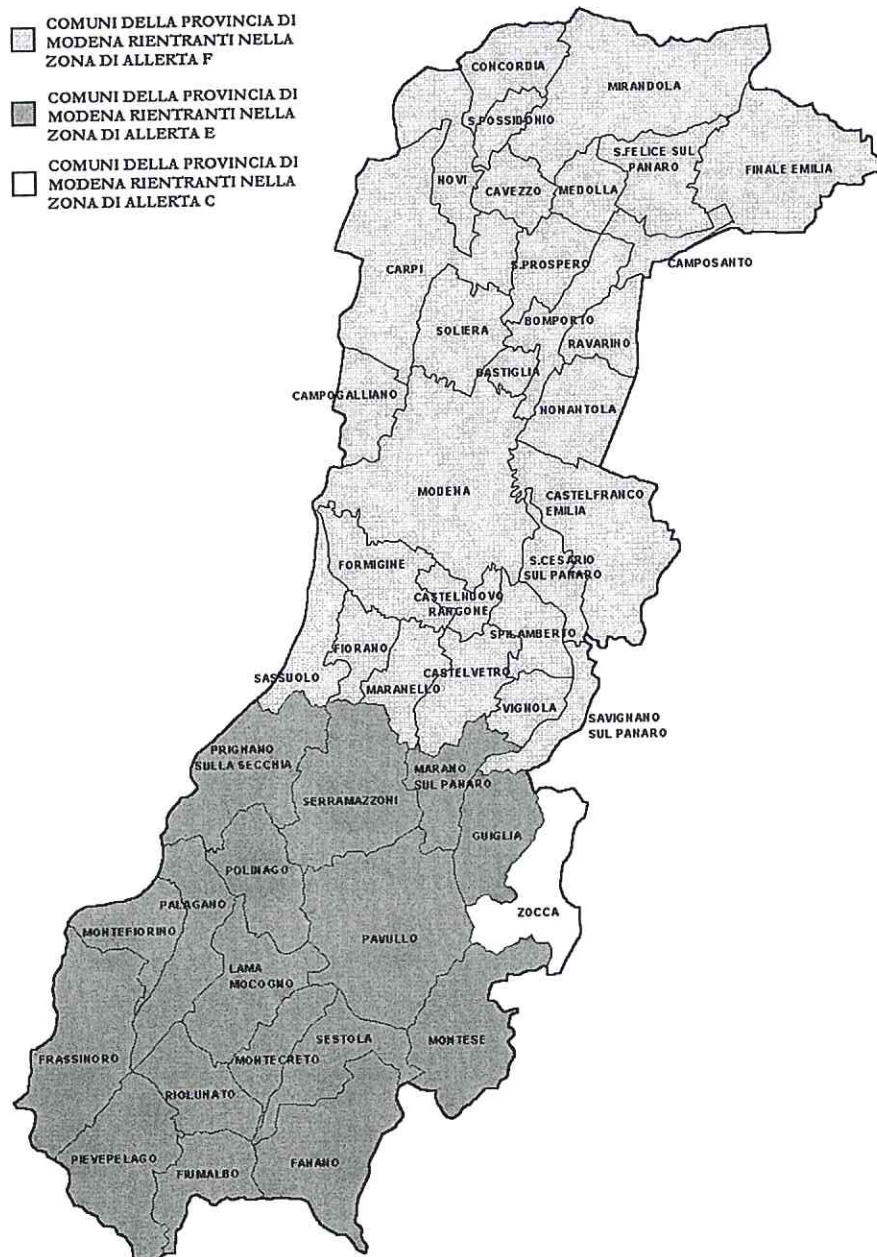 COMUNI DELLA PROVINCIA DI
MODENA RIENTRANTI NELLA
ZONA DI ALLERTA F
COMUNI DELLA PROVINCIA DI
MODENA RIENTRANTI NELLA
ZONA DI ALLERTA E
COMUNI DELLA PROVINCIA DI
MODENA RIENTRANTI NELLA
ZONA DI ALLERTA C
CONCORDIA
MIRANDOLA
S.POSSIDONIO
S.FELICE SUL
PANARO
FINALE EMILIA
NOVI
CAVEZZO
MEDOLLA
CARPI
S.PROSPERO
CAMPOSANTO
SOLIERA
BOMPORTO
RAVARINO
BASTIGLIA
CAMPOGALLIANO
NONANTOLA
MODENA
CASTELFRANCO
EMILIA
FORMIGINE
S.CESARIO
SUL PANARO
CASTELNUOVO
RANGONE
SPILAMBERTO
FIORANO
SASSUOLO
MARANELLO
CASTELVETRO
VIGNOLA
SAVIGNANO
SUL PANARO
PRIGNANO
SULLA SECCHIA
MARANO
SUL PANARO
SERRAMAZZONI
GUIGLIA
POLINAGO
PALAGANO
ZOCCA
MONTEFIORINO
PAVULLO
LAMA
MOCOGNO
SESTOLA
MONTESE
FRASSINORO
MONTECRETO
RIOLUNATO
PIEVEPELAGO
FIUMALBO
FANANO